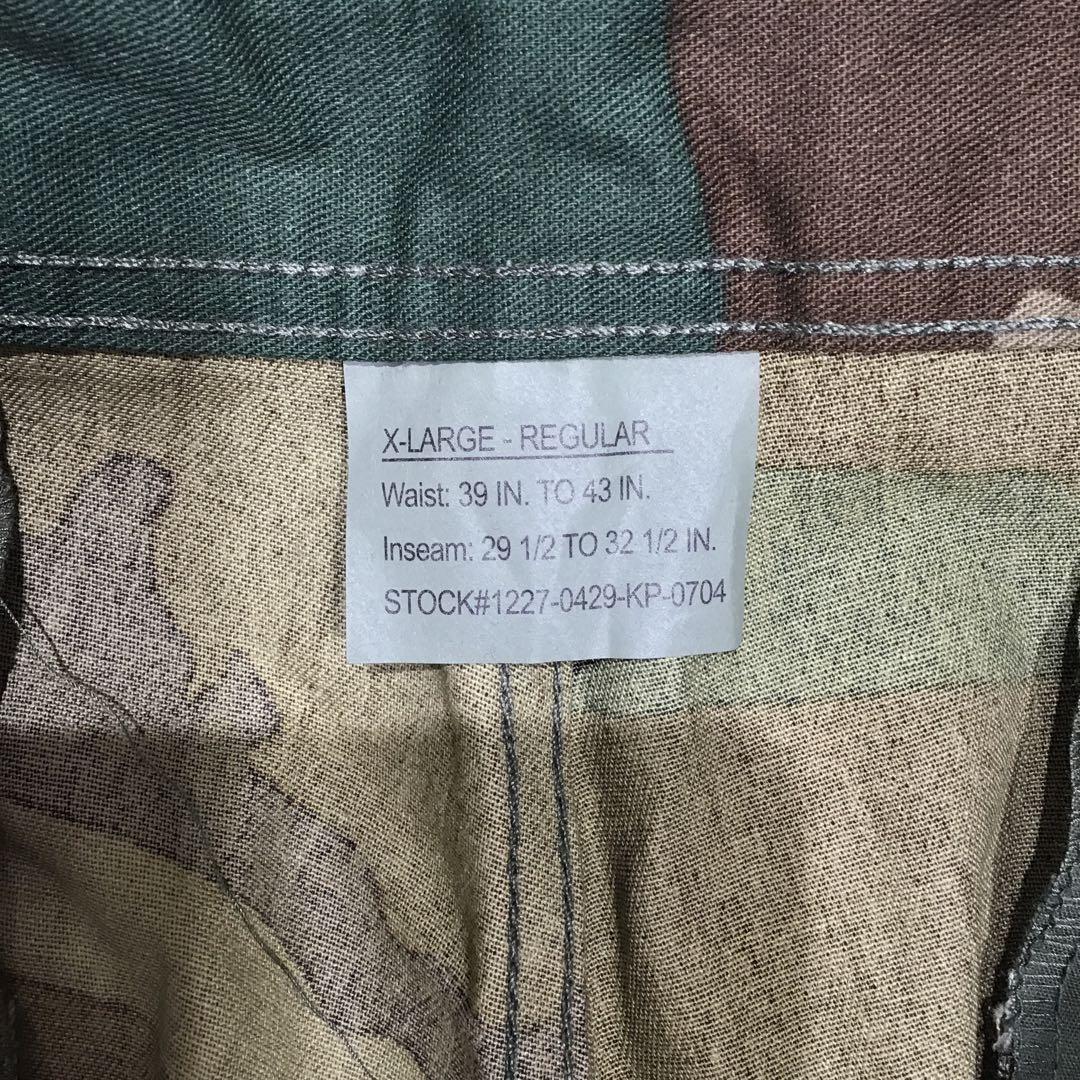 X-LARGE - REGULAR
Waist: 39 IN. TO 43 IN.
Inseam: 29 1/2 TO 32 1/2 IN.
STOCK#1227-0429-KP-0704